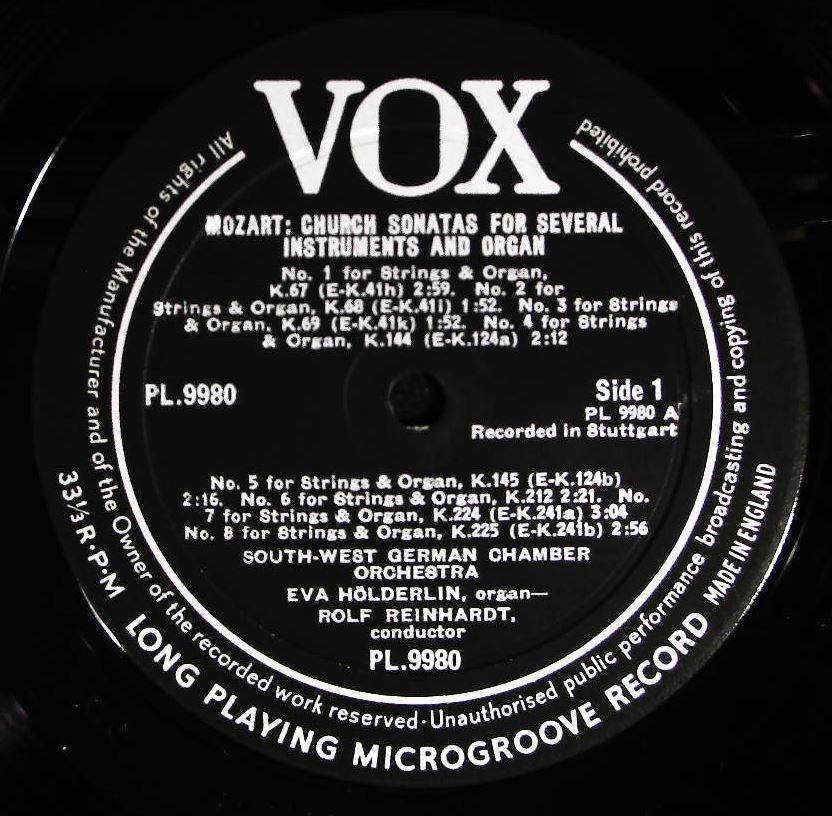 VOX
MOZART: CHURCH SONATAS FOR SEVERAL
INSTRUMENTS AND ORGAN
No. 1 for Strings & Organ,
K.67 (E-K.41h) 2:59. No. 2 for
Strings & Organ, K.68 (E-K.41i) 1:52. No. 3 for Strings
& Organ, K.69 (E-K.41k) 1:52. No. 4 for Strings
& Organ, K.144 (E-K.124a) 2:12
PL.9980
Side 1
PL 9980 A
Recorded in Stuttgart
No. 5 for Strings & Organ, K.145 (E-K.124b)
2:16. No. 6 for Strings & Organ, K.212 2:21. No.
7 for Strings & Organ, K.224 (E-K.241a) 3:04
No. 8 for Strings & Organ, K.225 (E-K.241b) 2:56
SOUTH-WEST GERMAN CHAMBER
ORCHESTRA
EVA HÖLDERLIN, organ—
ROLF REINHARDT,
conductor
PL.9980
All rights of the Manufacturer and of the Owner of the recorded work reserved · Unauthorised public performance broadcasting and copying of this record prohibited
33⅓ R·P·M LONG PLAYING MICROGROOVE RECORD MADE IN ENGLAND